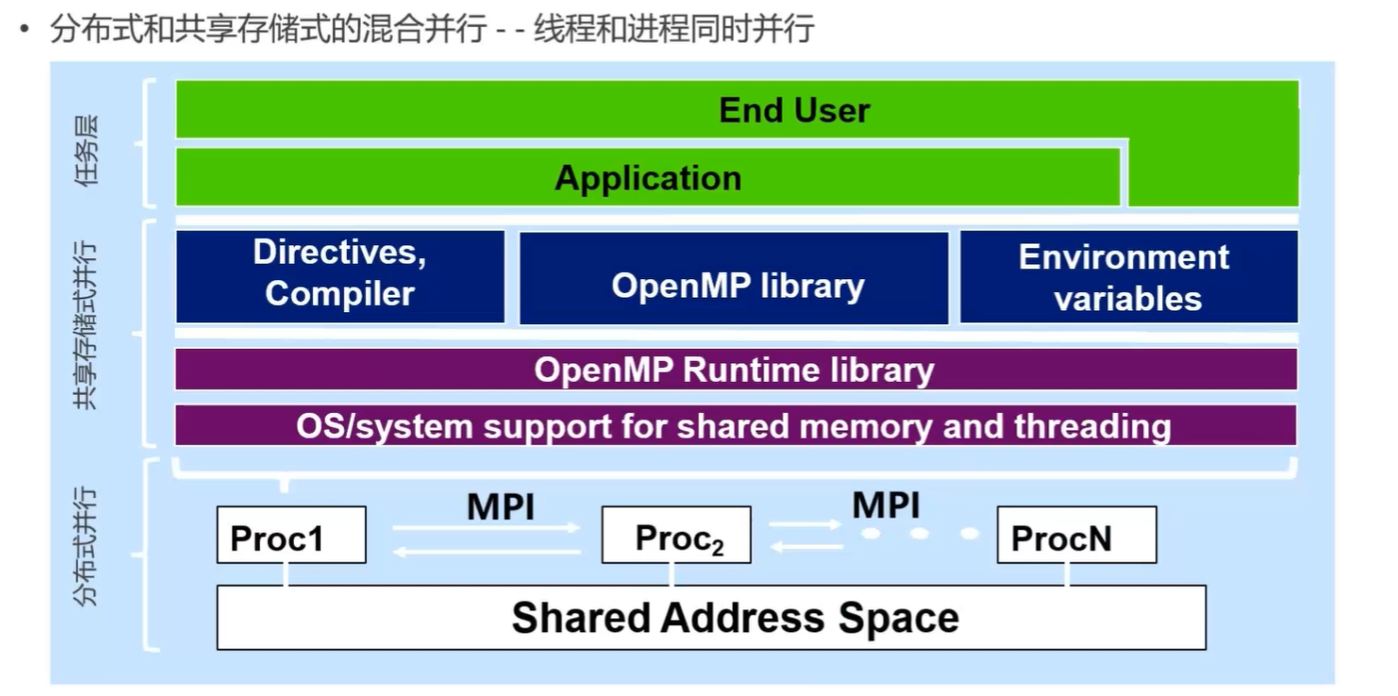 • 分布式和共享存储式的混合并行 - - 线程和进程同时并行
任务层
End User
Application
共享存储式并行
Directives,
Compiler
OpenMP library
Environment
variables
OpenMP Runtime library
OS/system support for shared memory and threading
分布式并行
MPI
MPI
Proc1
Proc₂
ProcN
Shared Address Space